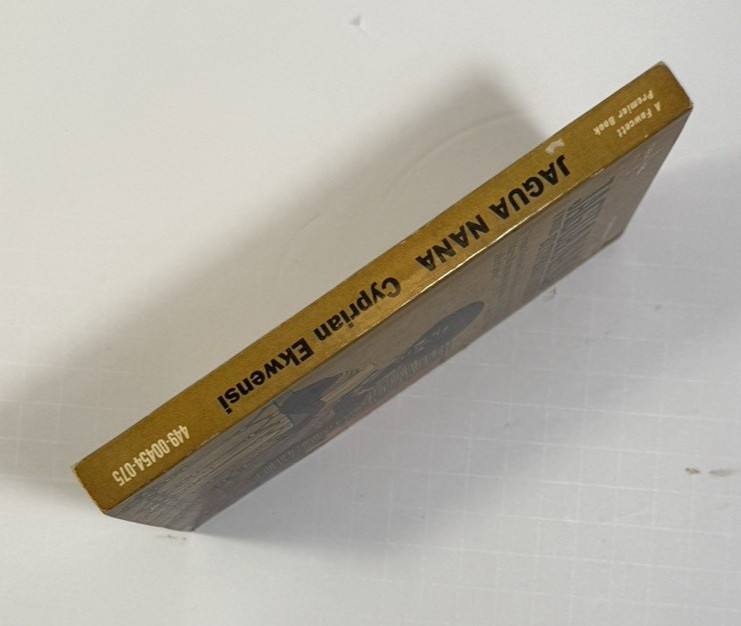 A Fawcett
Premier Book
JAGUA NANA Cyprian Ekwensi
449-00454-075